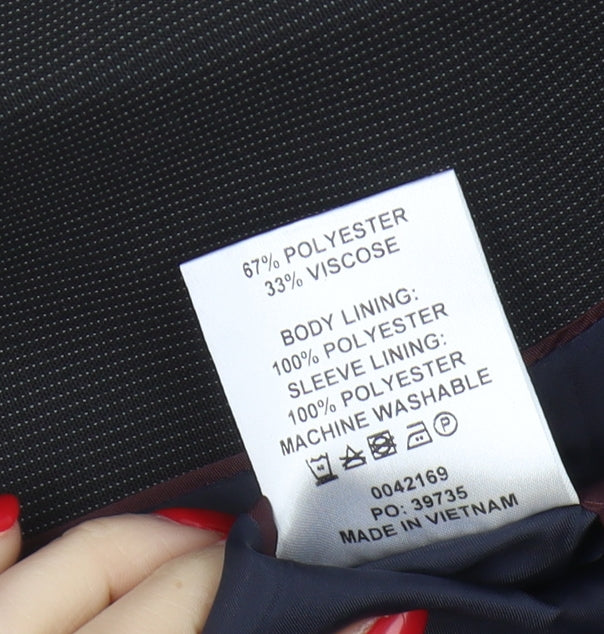 67% POLYESTER
33% VISCOSE
BODY LINING:
100% POLYESTER
SLEEVE LINING:
100% POLYESTER
MACHINE WASHABLE
P
0042169
PO: 39735
MADE IN VIETNAM